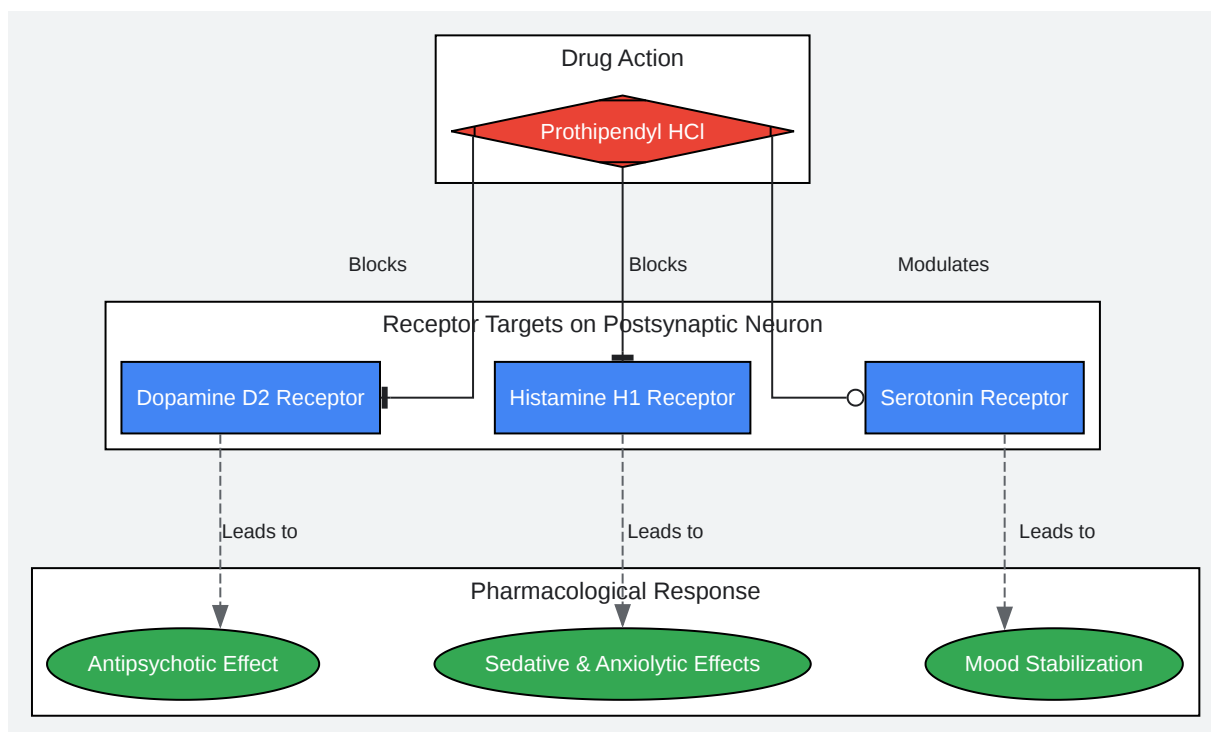 Drug Action
Prothipendyl HCl
Blocks
Blocks
Modulates
Receptor Targets on Postsynaptic Neuron
Dopamine D2 Receptor
Histamine H1 Receptor
Serotonin Receptor
Leads to
Leads to
Leads to
Pharmacological Response
Antipsychotic Effect
Sedative & Anxiolytic Effects
Mood Stabilization